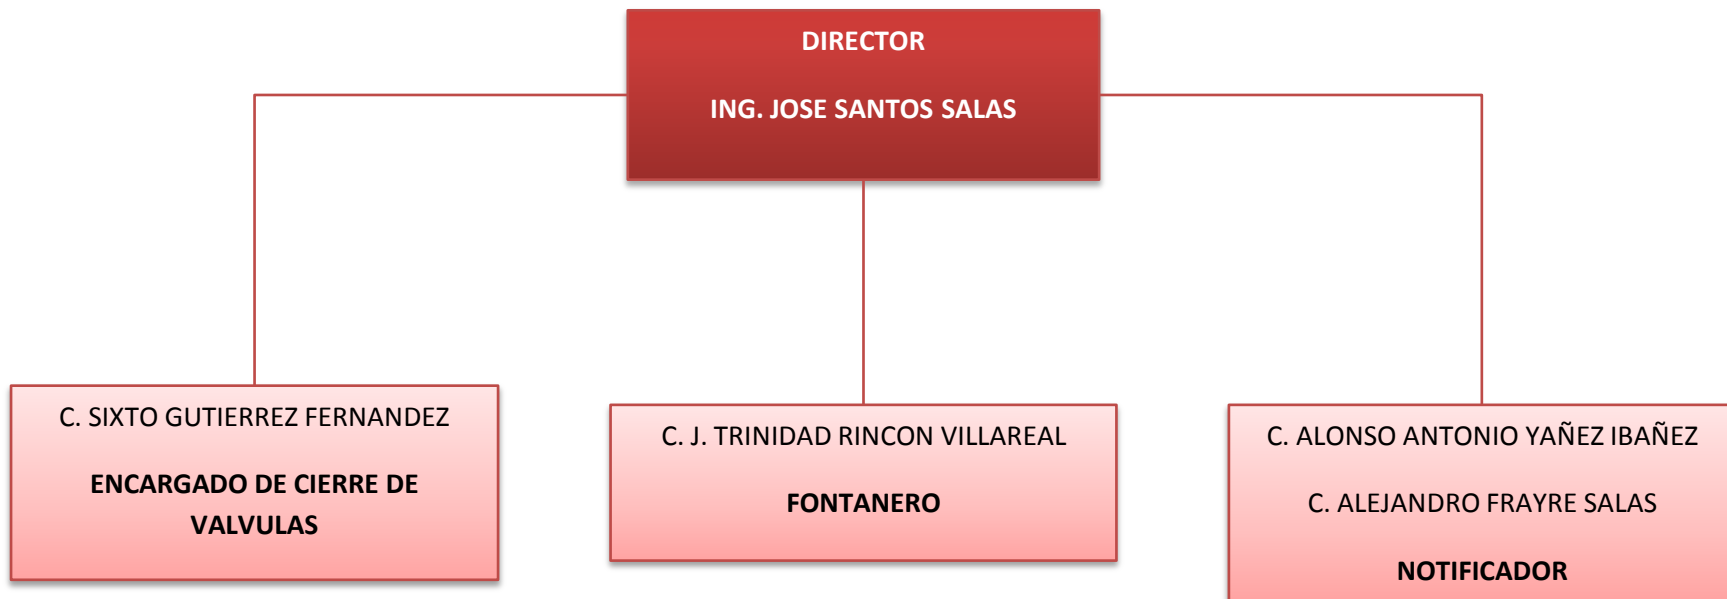 DIRECTOR
ING. JOSE SANTOS SALAS
C. SIXTO GUTIERREZ FERNANDEZ
ENCARGADO DE CIERRE DE
VALVULAS
C. J. TRINIDAD RINCON VILLAREAL
FONTANERO
C. ALONSO ANTONIO YAÑEZ IBAÑEZ
C. ALEJANDRO FRAYRE SALAS
NOTIFICADOR